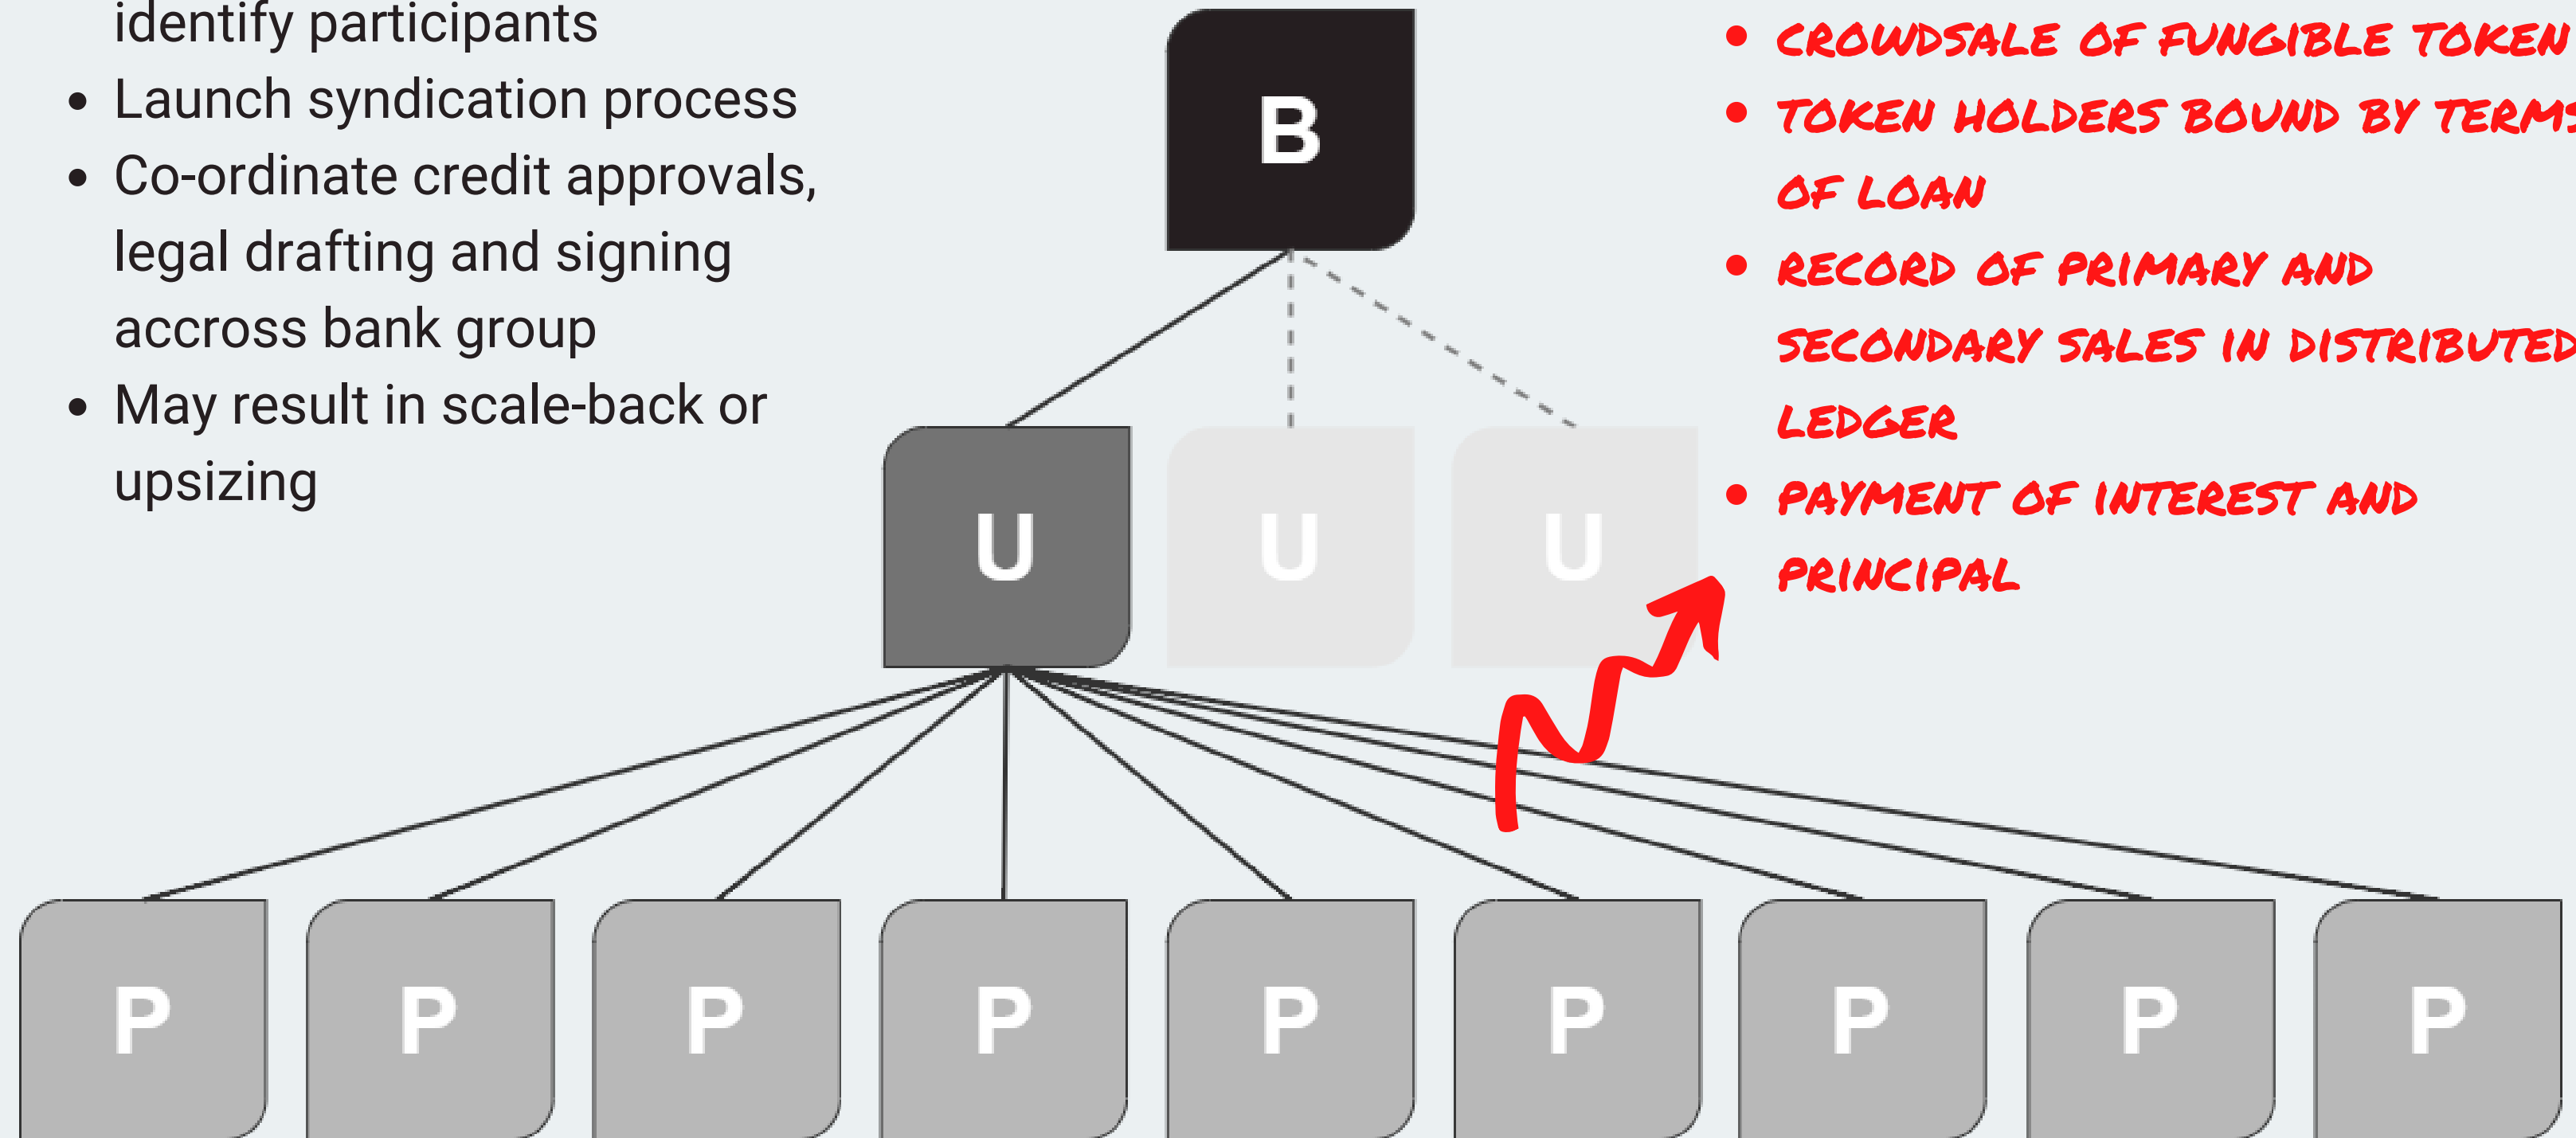 identify participants
• Launch syndication process
• Co-ordinate credit approvals,
legal drafting and signing
accross bank group
• May result in scale-back or
upsizing
B
U U U
• CROWDSALE OF FUNGIBLE TOKEN
• TOKEN HOLDERS BOUND BY TERMS
OF LOAN
• RECORD OF PRIMARY AND
SECONDARY SALES IN DISTRIBUTED
LEDGER
• PAYMENT OF INTEREST AND
PRINCIPAL
P P P P P P P P P